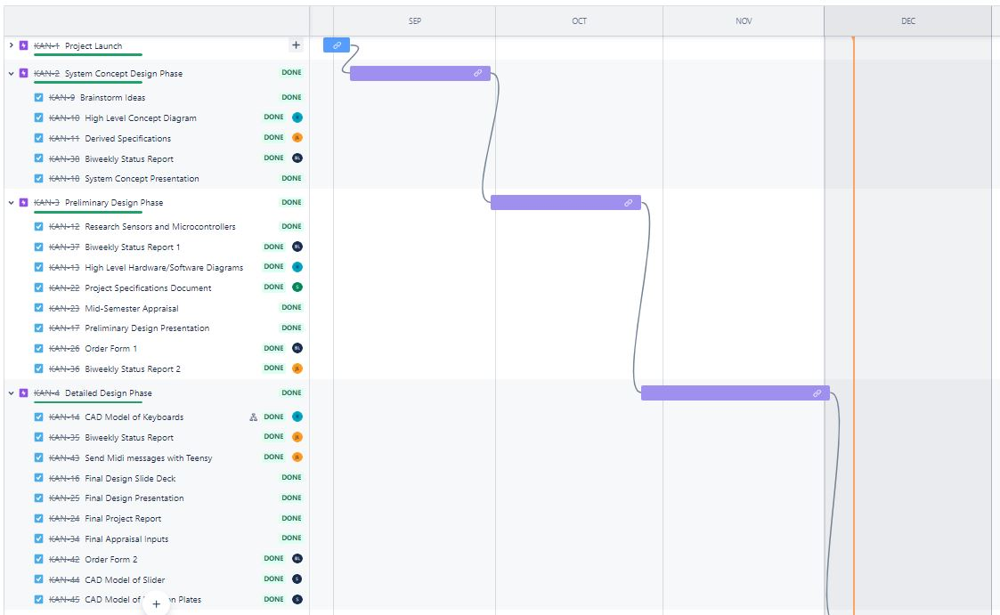 SEP OCT NOV DEC
KAN-1 Project Launch
KAN-2 System Concept Design Phase DONE
KAN-9 Brainstorm Ideas DONE
KAN-10 High Level Concept Diagram DONE
KAN-11 Derived Specifications DONE JL
KAN-38 Biweekly Status Report DONE BL
KAN-18 System Concept Presentation DONE
KAN-3 Preliminary Design Phase DONE
KAN-12 Research Sensors and Microcontrollers DONE
KAN-37 Biweekly Status Report 1 DONE BL
KAN-13 High Level Hardware/Software Diagrams DONE
KAN-22 Project Specifications Document DONE S
KAN-23 Mid-Semester Appraisal DONE
KAN-17 Preliminary Design Presentation DONE
KAN-26 Order Form 1 DONE BL
KAN-36 Biweekly Status Report 2 DONE JL
KAN-4 Detailed Design Phase DONE
KAN-14 CAD Model of Keyboards DONE
KAN-35 Biweekly Status Report DONE JL
KAN-43 Send Midi messages with Teensy DONE JL
KAN-16 Final Design Slide Deck DONE
KAN-25 Final Design Presentation DONE
KAN-24 Final Project Report DONE
KAN-34 Final Appraisal Inputs DONE
KAN-42 Order Form 2 DONE BL
KAN-44 CAD Model of Slider DONE S
KAN-45 CAD Model of Plates DONE S